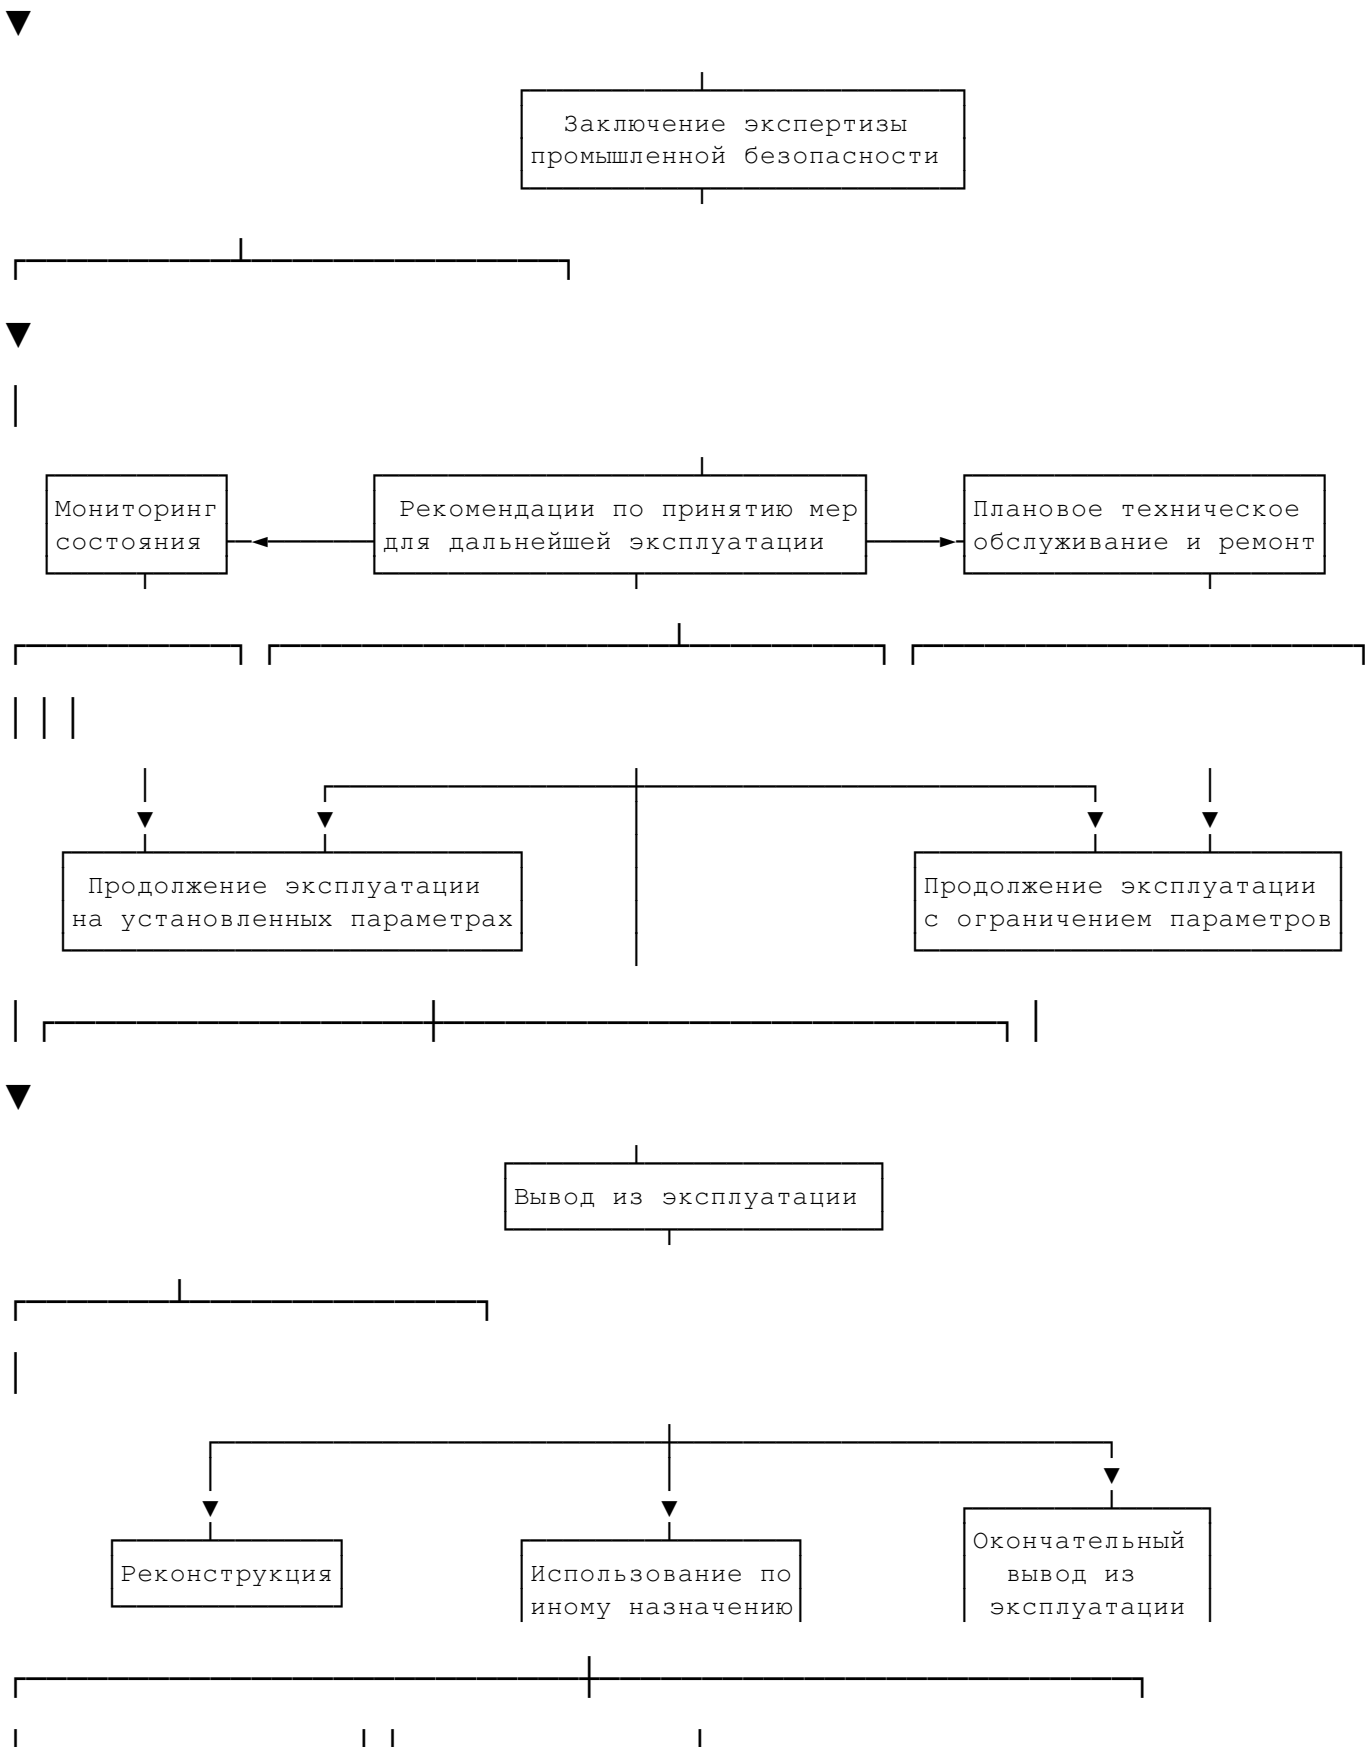 Заключение экспертизы
промышленной безопасности
Мониторинг
состояния
Рекомендации по принятию мер
для дальнейшей эксплуатации
Плановое техническое
обслуживание и ремонт
Продолжение эксплуатации
на установленных параметрах
Продолжение эксплуатации
с ограничением параметров
Вывод из эксплуатации
Реконструкция
Использование по
иному назначению
Окончательный
вывод из
эксплуатации